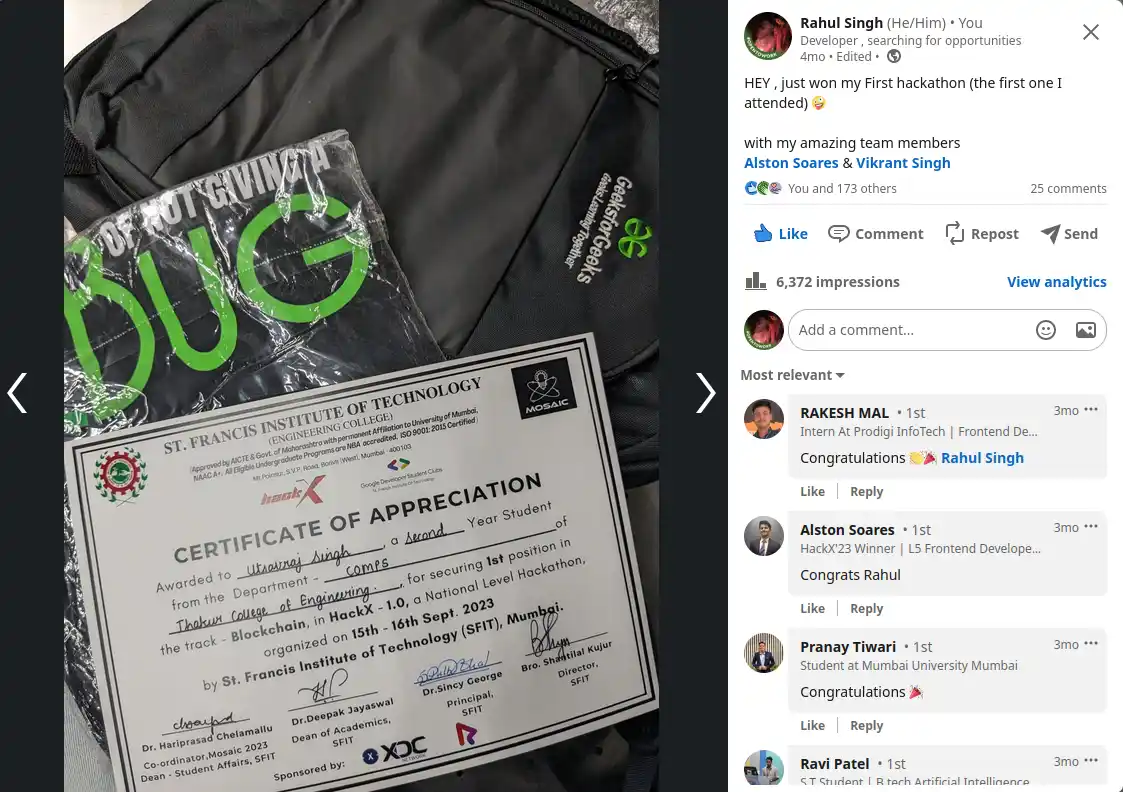 OF NOT GIVING A
BUG
GeeksforGeeks
Geeks Learning Together
ST. FRANCIS INSTITUTE OF TECHNOLOGY
(ENGINEERING COLLEGE)
(Approved by AICTE & Govt. of Maharashtra with permanent Affiliation to University of Mumbai,
NAAC A+, All Eligible Undergraduate Programs are NBA accredited, ISO 9001: 2015 Certified)
Mt.Poinsur, S.V.P. Road, Borivli (West), Mumbai - 400103.
MOSAIC
hackX
Google Developer Student Clubs
St. Francis Institute of Technology
CERTIFICATE OF APPRECIATION
Awarded to Utsavraj Singh, a second Year Student
from the Department - COMPS of
Thakur College of Engineering, for securing 1st position in
the track - Blockchain, in HackX - 1.0, a National Level Hackathon,
organized on 15th - 16th Sept. 2023
by St. Francis Institute of Technology (SFIT), Mumbai.
Dr. Hariprasad Chelamallu
Co-ordinator,Mosaic 2023
Dean - Student Affairs, SFIT
Dr.Deepak Jayaswal
Dean of Academics,
SFIT
Dr.Sincy George
Principal,
SFIT
Bro. Shantilal Kujur
Director,
SFIT
Sponsored by:
XDC
NETWORK
Rahul Singh (He/Him) • You
Developer , searching for opportunities
4mo • Edited •
HEY , just won my First hackathon (the first one I
attended) 🤪
with my amazing team members
Alston Soares & Vikrant Singh
You and 173 others 25 comments
Like Comment Repost Send
6,372 impressions View analytics
Add a comment...
Most relevant
RAKESH MAL • 1st 3mo •••
Intern At Prodigi InfoTech | Frontend De...
Congratulations 👏🎉 Rahul Singh
Like Reply
Alston Soares • 1st 3mo •••
HackX'23 Winner | L5 Frontend Develope...
Congrats Rahul
Like Reply
Pranay Tiwari • 1st 3mo •••
Student at Mumbai University Mumbai
Congratulations 🎉
Like Reply
Ravi Patel • 1st 3mo •••
S.T Student | B tech Artificial Intelligence